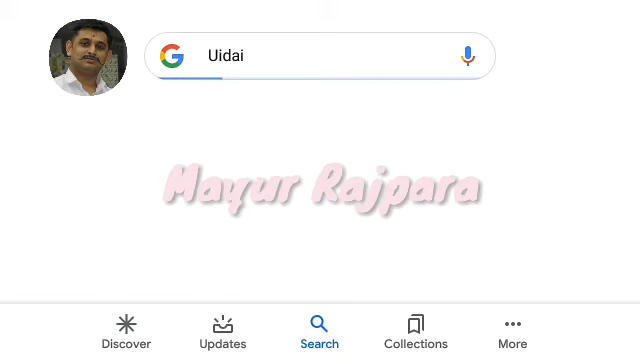 Uidai
Mayur Rajpara
Discover
Updates
Search
Collections
More